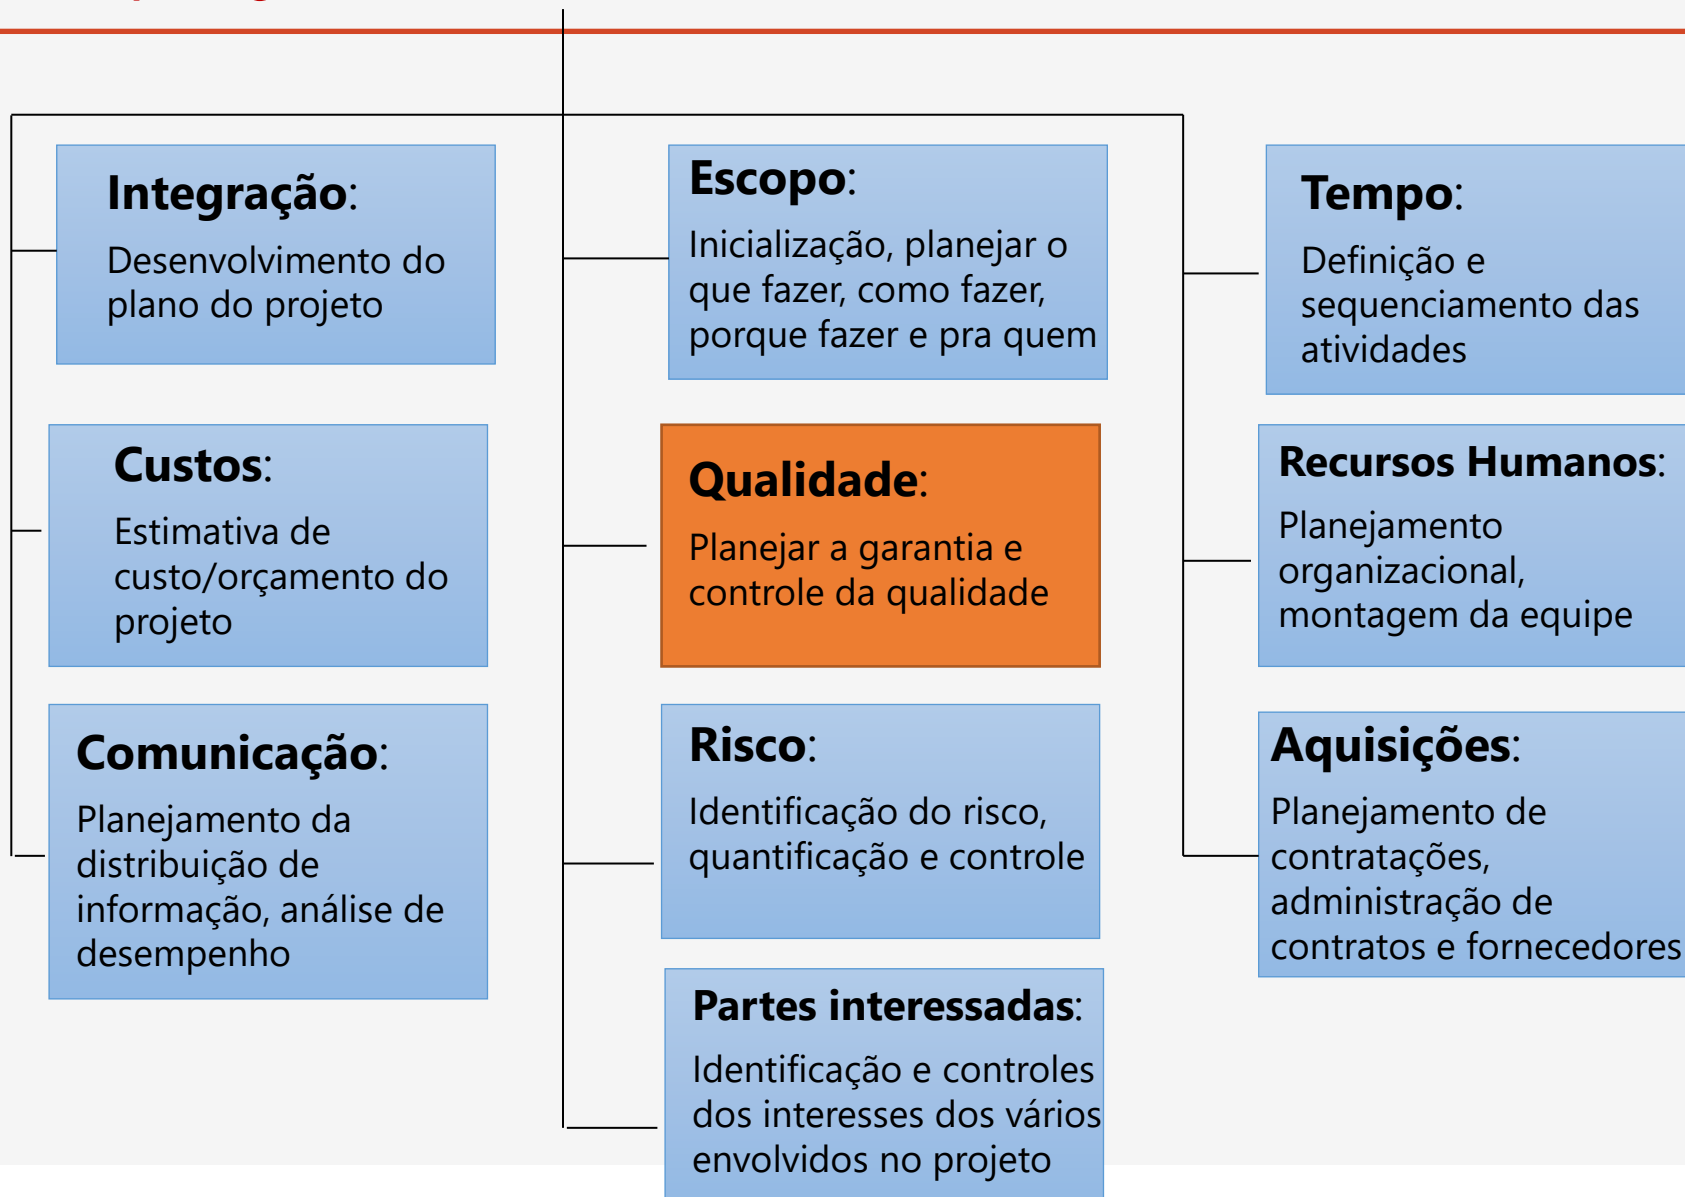 Integração:
Desenvolvimento do
plano do projeto
Escopo:
Inicialização, planejar o
que fazer, como fazer,
porque fazer e pra quem
Tempo:
Definição e
sequenciamento das
atividades
Custos:
Estimativa de
custo/orçamento do
projeto
Qualidade:
Planejar a garantia e
controle da qualidade
Recursos Humanos:
Planejamento
organizacional,
montagem da equipe
Comunicação:
Planejamento da
distribuição de
informação, análise de
desempenho
Risco:
Identificação do risco,
quantificação e controle
Aquisições:
Planejamento de
contratações,
administração de
contratos e fornecedores
Partes interessadas:
Identificação e controles
dos interesses dos vários
envolvidos no projeto